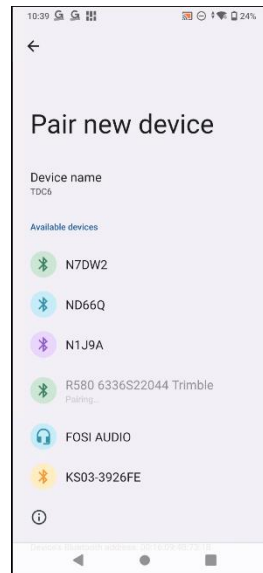 10:39
24%
Pair new device
Device name
TDC6
Available devices
N7DW2
ND66Q
N1J9A
R580 6336S22044 Trimble
Pairing...
FOSI AUDIO
KS03-3926FE